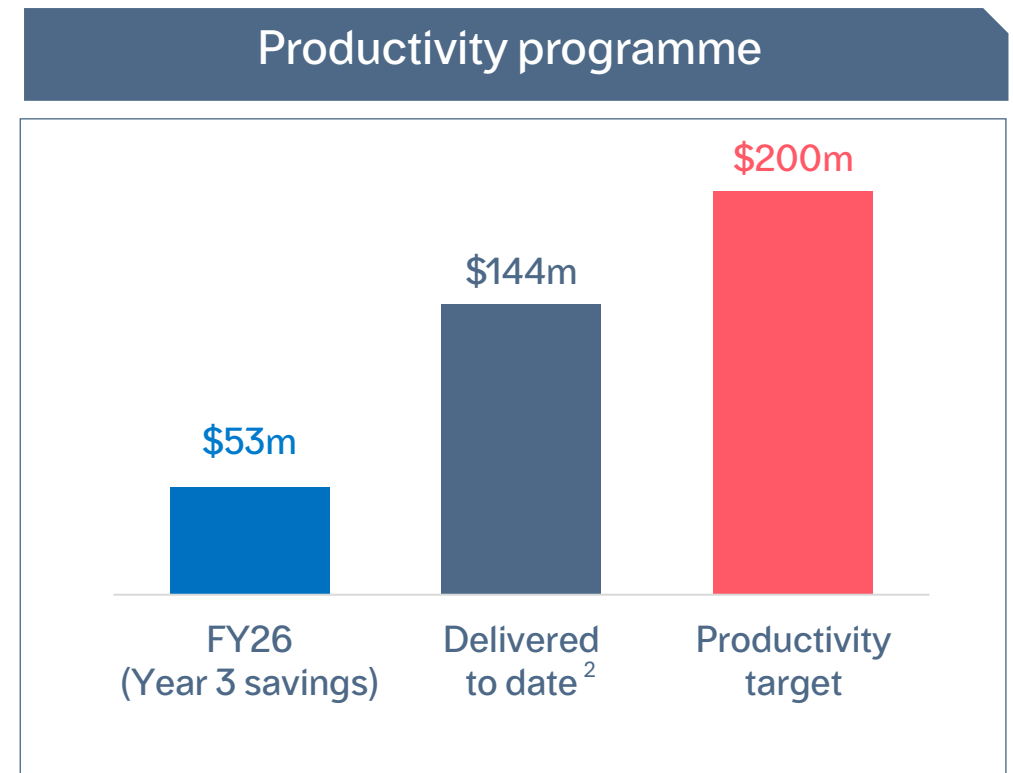 Productivity programme
$200m
$144m
$53m
FY26
(Year 3 savings)
Delivered
to date 2
Productivity
target